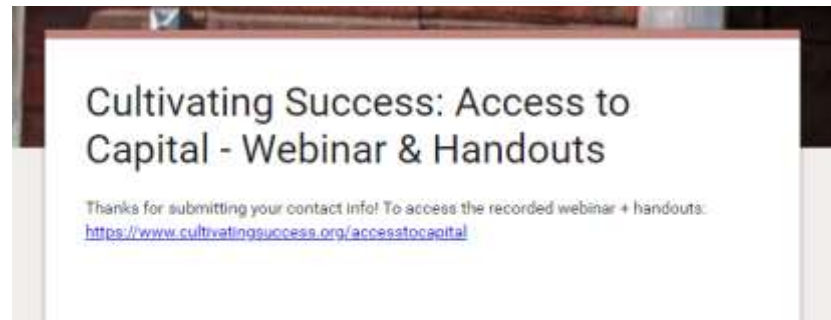 Cultivating Success: Access to
Capital - Webinar & Handouts
Thanks for submitting your contact info! To access the recorded webinar + handouts:
https://www.cultivatingsuccess.org/accesstocapital